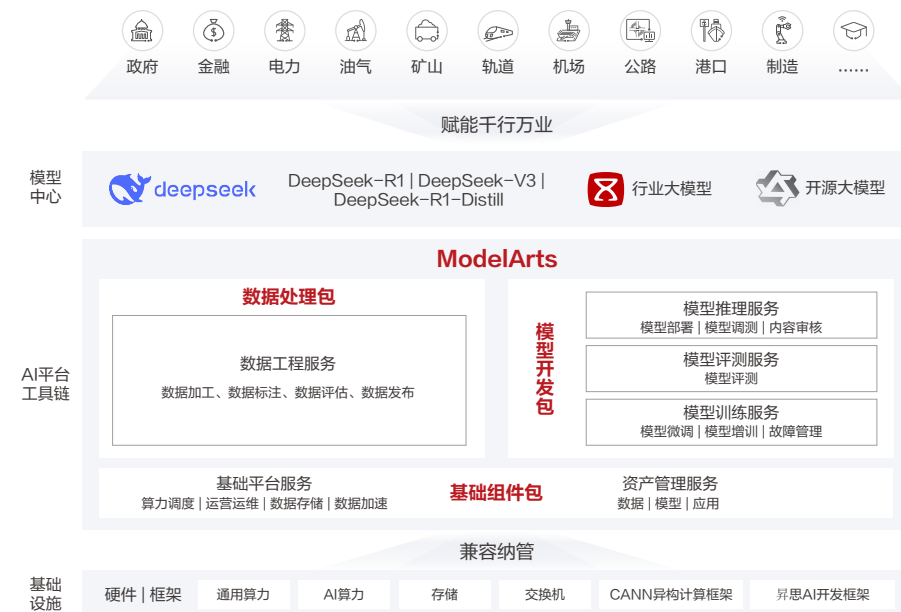 政府 金融 电力 油气 矿山 轨道 机场 公路 港口 制造 ……
赋能千行万业
模型
中心
deepseek
DeepSeek-R1 | DeepSeek-V3 |
DeepSeek-R1-Distill
行业大模型
开源大模型
AI平台
工具链
ModelArts
数据处理包
数据工程服务
数据加工、数据标注、数据评估、数据发布
模型开发包
模型推理服务
模型部署 | 模型调测 | 内容审核
模型评测服务
模型评测
模型训练服务
模型微调 | 模型增训 | 故障管理
基础平台服务
算力调度 | 运营运维 | 数据存储 | 数据加速
基础组件包
资产管理服务
数据 | 模型 | 应用
兼容纳管
基础
设施
硬件 | 框架 通用算力 AI算力 存储 交换机 CANN异构计算框架 昇思AI开发框架